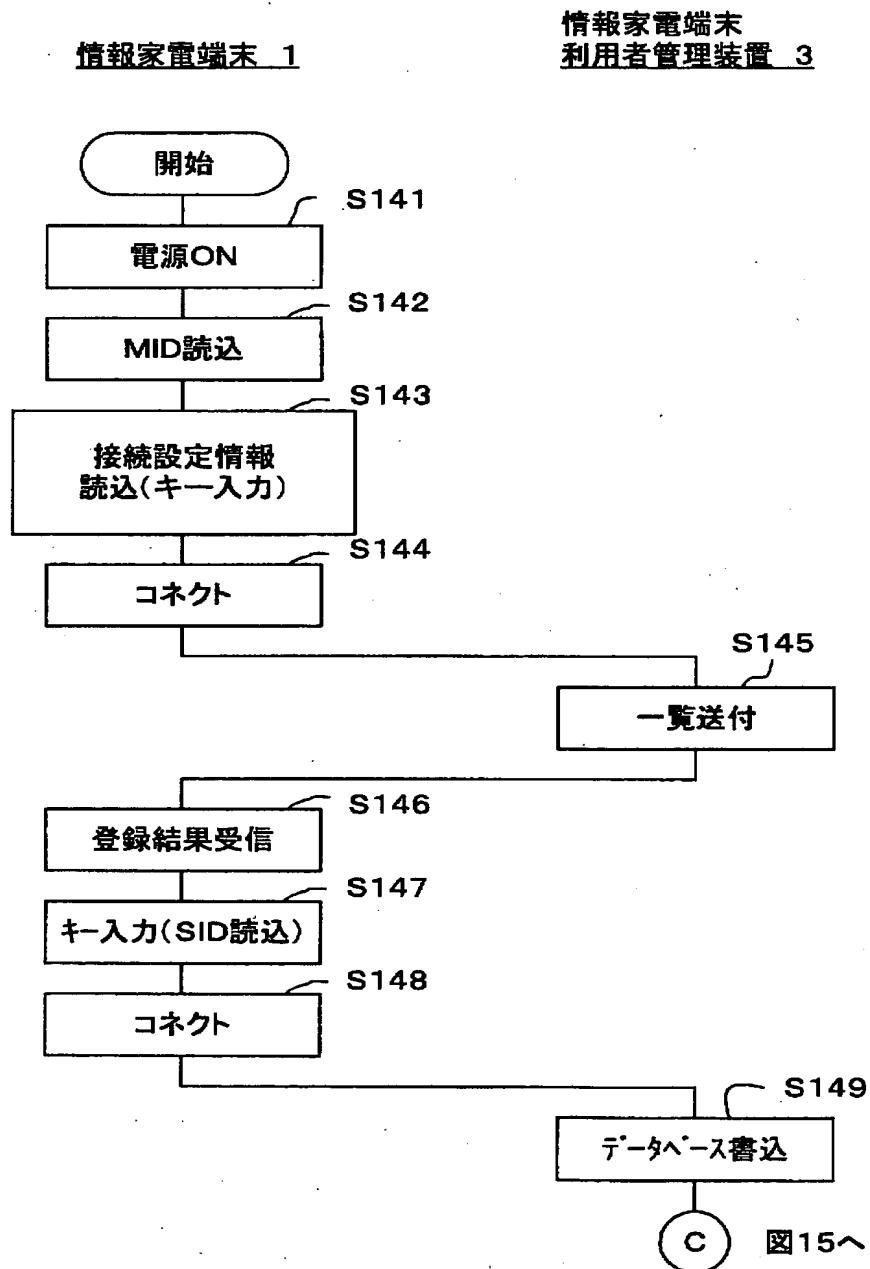 情報家電端末 1
情報家電端末
利用者管理装置 3
開始
S141
電源ON
S142
MID読込
S143
接続設定情報
読込(キー入力)
S144
コネクト
S145
一覧送付
S146
登録結果受信
S147
キー入力(SID読込)
S148
コネクト
S149
データベース書込
C
図15へ